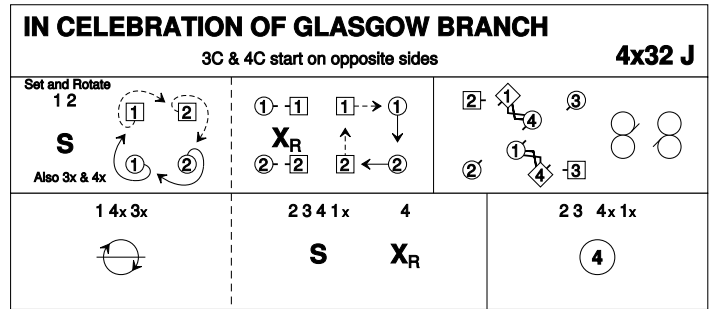 IN CELEBRATION OF GLASGOW BRANCH
3C & 4C start on opposite sides
4x32 J
Set and Rotate
1 2
S
Also 3x & 4x
1 2
1 2
1 1 1 1
XR
2 2 2 2
2 1 4 3
2 1 4 3
1 4x 3x
2 3 4 1x 4
S XR
2 3 4x 1x
4